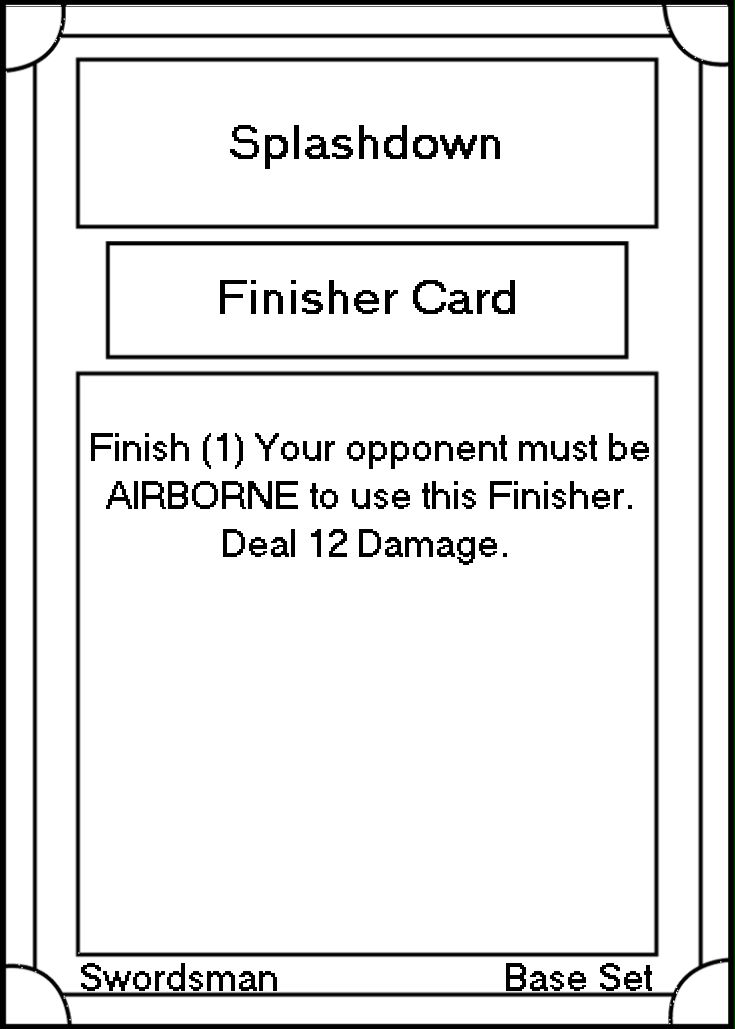 Splashdown
Finisher Card
Finish (1) Your opponent must be
AIRBORNE to use this Finisher.
Deal 12 Damage.
Swordsman
Base Set